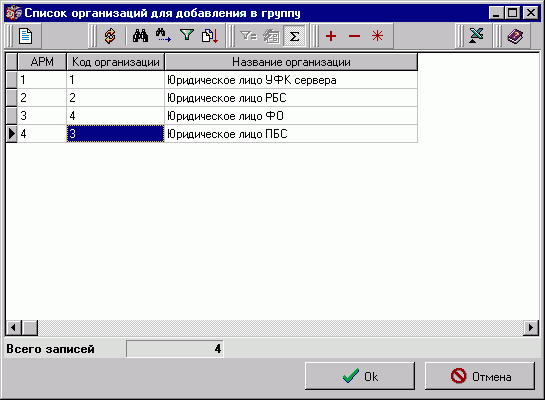 Список организаций для добавления в группу
АРМ Код организации Название организации
1 1 Юридическое лицо УФК сервера
2 2 Юридическое лицо РБС
3 4 Юридическое лицо ФО
4 3 Юридическое лицо ПБС
Всего записей 4
Ok Отмена